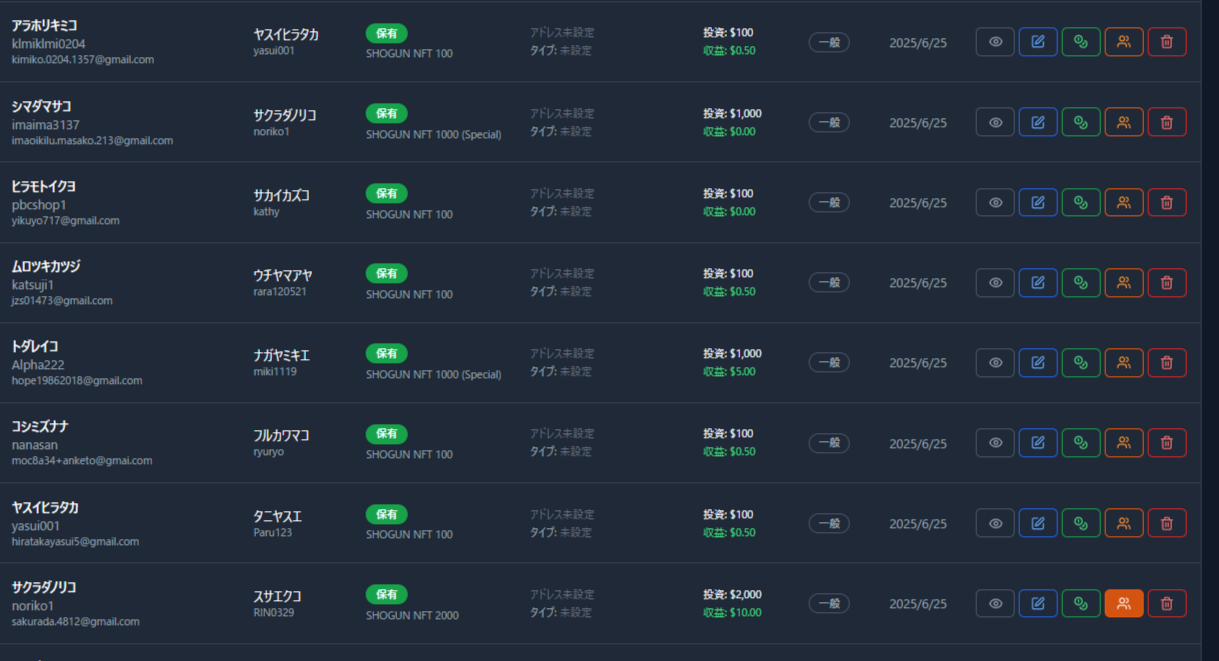 アラホリキミコ
klmiklmi0204
kimiko.0204.1357@gmail.com
ヤスイヒラタカ
yasui001
保有
SHOGUN NFT 100
アドレス未設定
タイプ: 未設定
投資: $100
収益: $0.50
一般
2025/6/25
シマダマサコ
imaima3137
imaoikilu.masako.213@gmail.com
サクラダノリコ
noriko1
保有
SHOGUN NFT 1000 (Special)
アドレス未設定
タイプ: 未設定
投資: $1,000
収益: $0.00
一般
2025/6/25
ヒラモトイクヨ
pbcshop1
yikuyo717@gmail.com
サカイカズコ
kathy
保有
SHOGUN NFT 100
アドレス未設定
タイプ: 未設定
投資: $100
収益: $0.00
一般
2025/6/25
ムロツキカツジ
katsuji1
jzs01473@gmail.com
ウチヤマアヤ
rara120521
保有
SHOGUN NFT 100
アドレス未設定
タイプ: 未設定
投資: $100
収益: $0.50
一般
2025/6/25
トダレイコ
Alpha222
hope19862018@gmail.com
ナガヤミキエ
miki1119
保有
SHOGUN NFT 1000 (Special)
アドレス未設定
タイプ: 未設定
投資: $1,000
収益: $5.00
一般
2025/6/25
コシミズナナ
nanasan
moc8a34+anketo@gmai.com
フルカワマコ
ryuryo
保有
SHOGUN NFT 100
アドレス未設定
タイプ: 未設定
投資: $100
収益: $0.50
一般
2025/6/25
ヤスイヒラタカ
yasui001
hiratakayasui5@gmail.com
タニヤスエ
Paru123
保有
SHOGUN NFT 100
アドレス未設定
タイプ: 未設定
投資: $100
収益: $0.50
一般
2025/6/25
サクラダノリコ
noriko1
sakurada.4812@gmail.com
スサエクコ
RIN0329
保有
SHOGUN NFT 2000
アドレス未設定
タイプ: 未設定
投資: $2,000
収益: $10.00
一般
2025/6/25